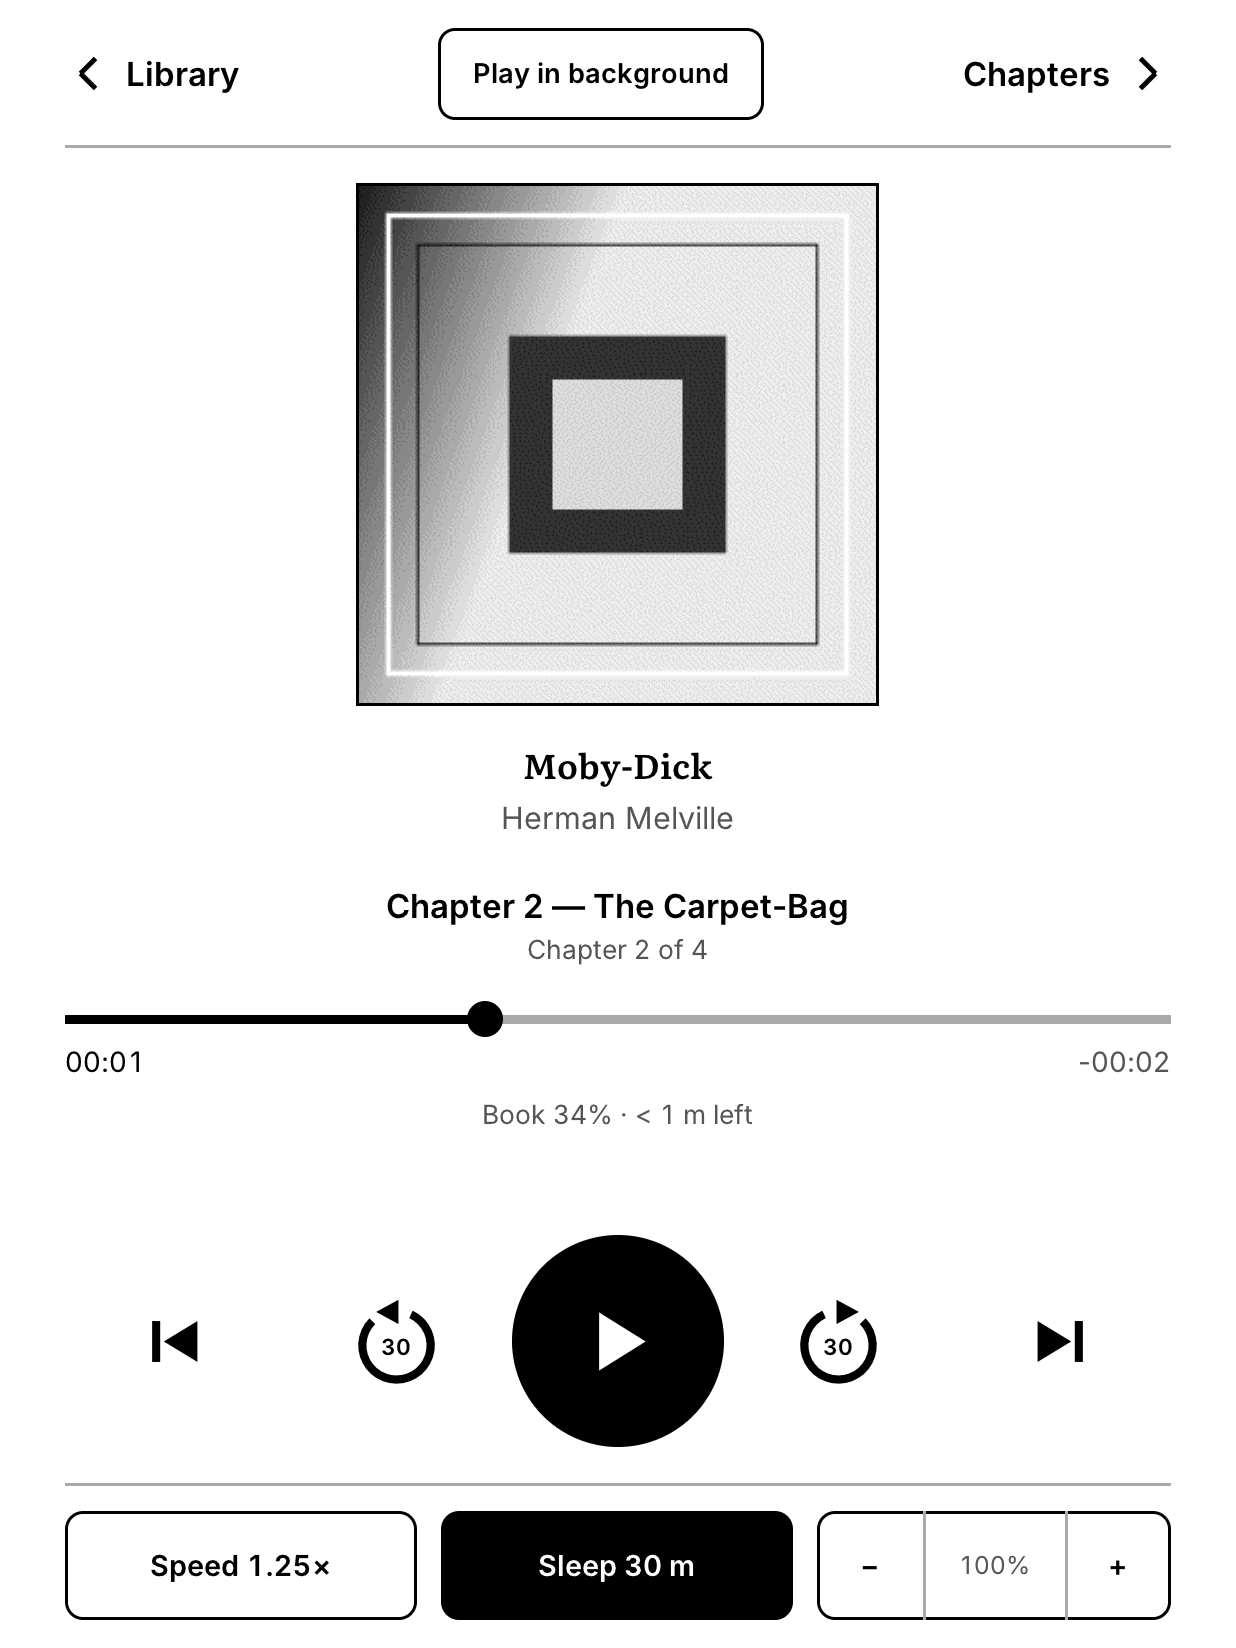 Library
Play in background
Chapters
Moby-Dick
Herman Melville
Chapter 2 — The Carpet-Bag
Chapter 2 of 4
00:01
-00:02
Book 34% · < 1 m left
30
30
Speed 1.25×
Sleep 30 m
−
100%
+